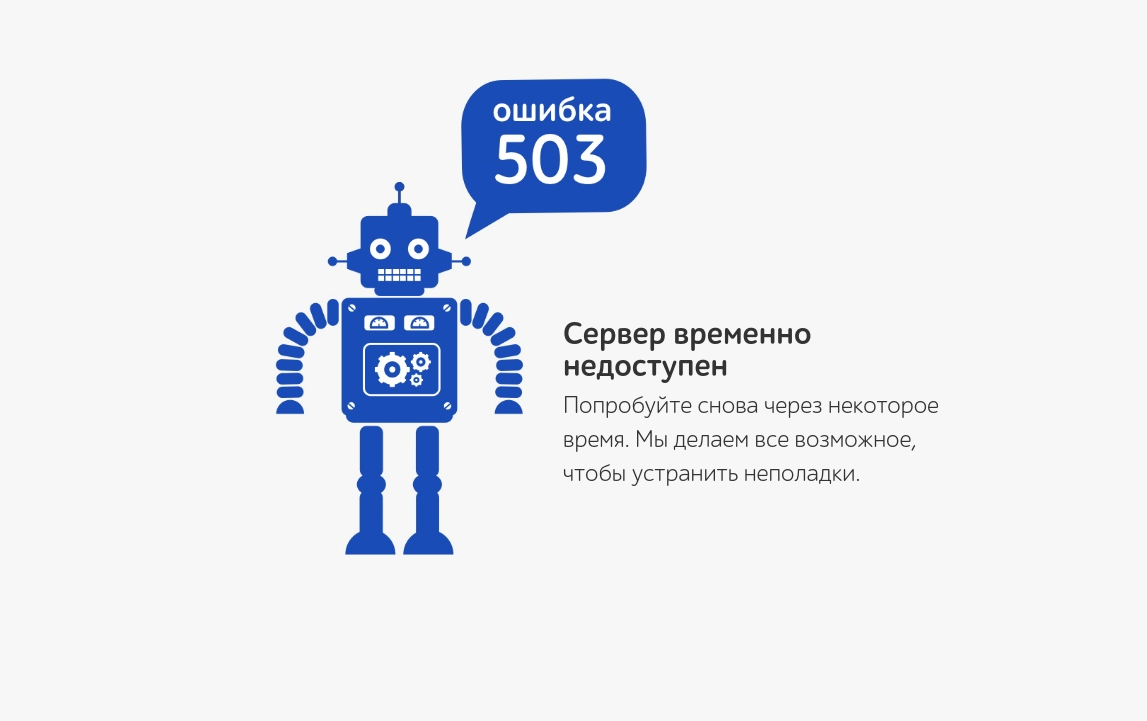 ошибка
503
Сервер временно
недоступен
Попробуйте снова через некоторое
время. Мы делаем все возможное,
чтобы устранить неполадки.